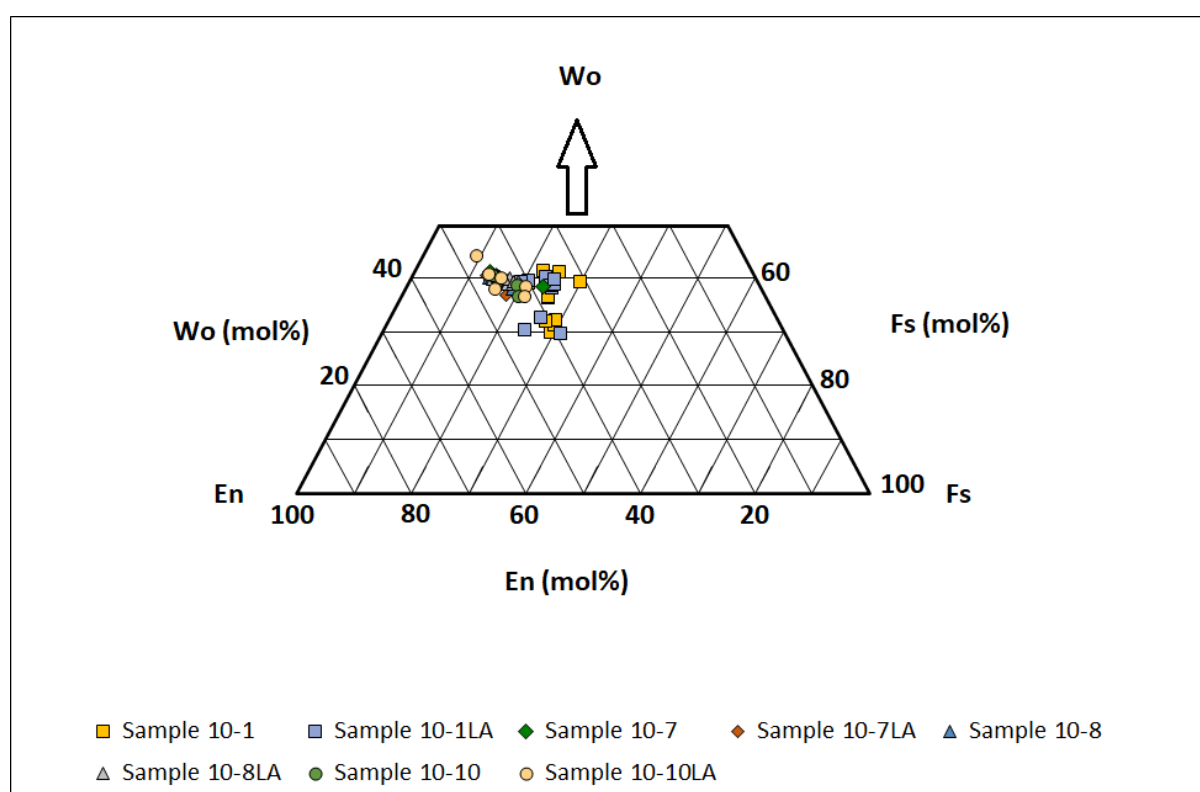 Wo
40
60
Wo (mol%)
Fs (mol%)
20
80
En
100
Fs
100
80
60
40
20
En (mol%)
Sample 10-1
Sample 10-1LA
Sample 10-7
Sample 10-7LA
Sample 10-8
Sample 10-8LA
Sample 10-10
Sample 10-10LA